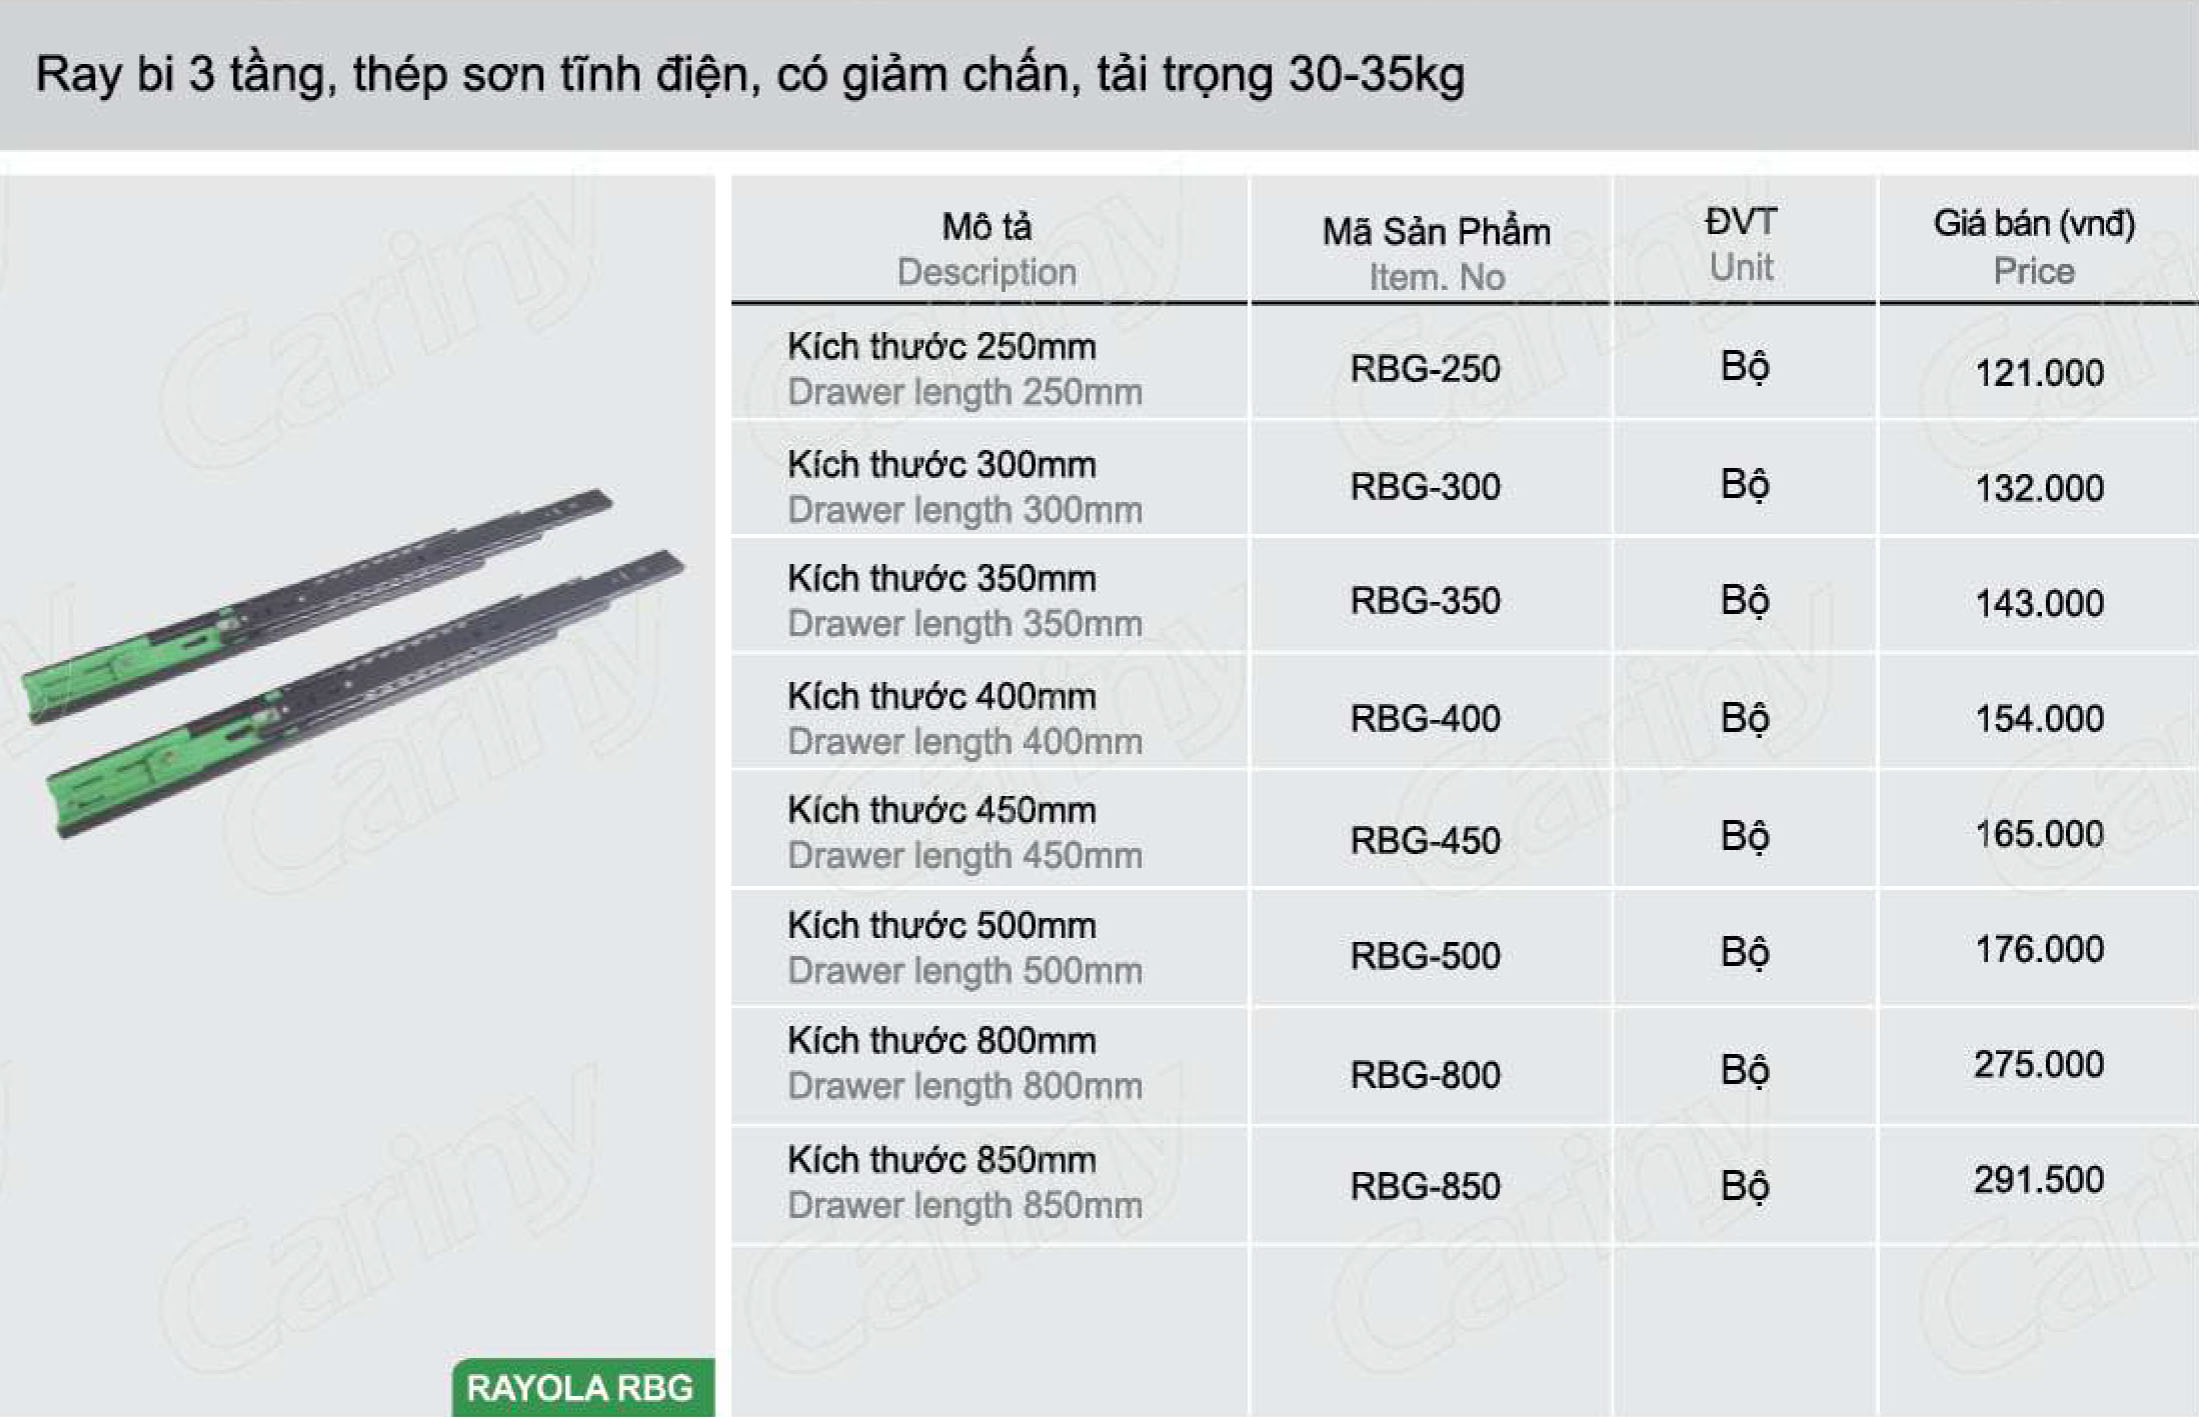 Ray bi 3 tầng, thép sơn tĩnh điện, có giảm chấn, tải trọng 30-35kg
Mô tả Mã Sản Phẩm ĐVT Giá bán (vnđ)
Description Item. No Unit Price
Kích thước 250mm RBG-250 Bộ 121.000
Drawer length 250mm
Kích thước 300mm RBG-300 Bộ 132.000
Drawer length 300mm
Kích thước 350mm RBG-350 Bộ 143.000
Drawer length 350mm
Kích thước 400mm RBG-400 Bộ 154.000
Drawer length 400mm
Kích thước 450mm RBG-450 Bộ 165.000
Drawer length 450mm
Kích thước 500mm RBG-500 Bộ 176.000
Drawer length 500mm
Kích thước 800mm RBG-800 Bộ 275.000
Drawer length 800mm
Kích thước 850mm RBG-850 Bộ 291.500
Drawer length 850mm
RAYOLA RBG
Cariny